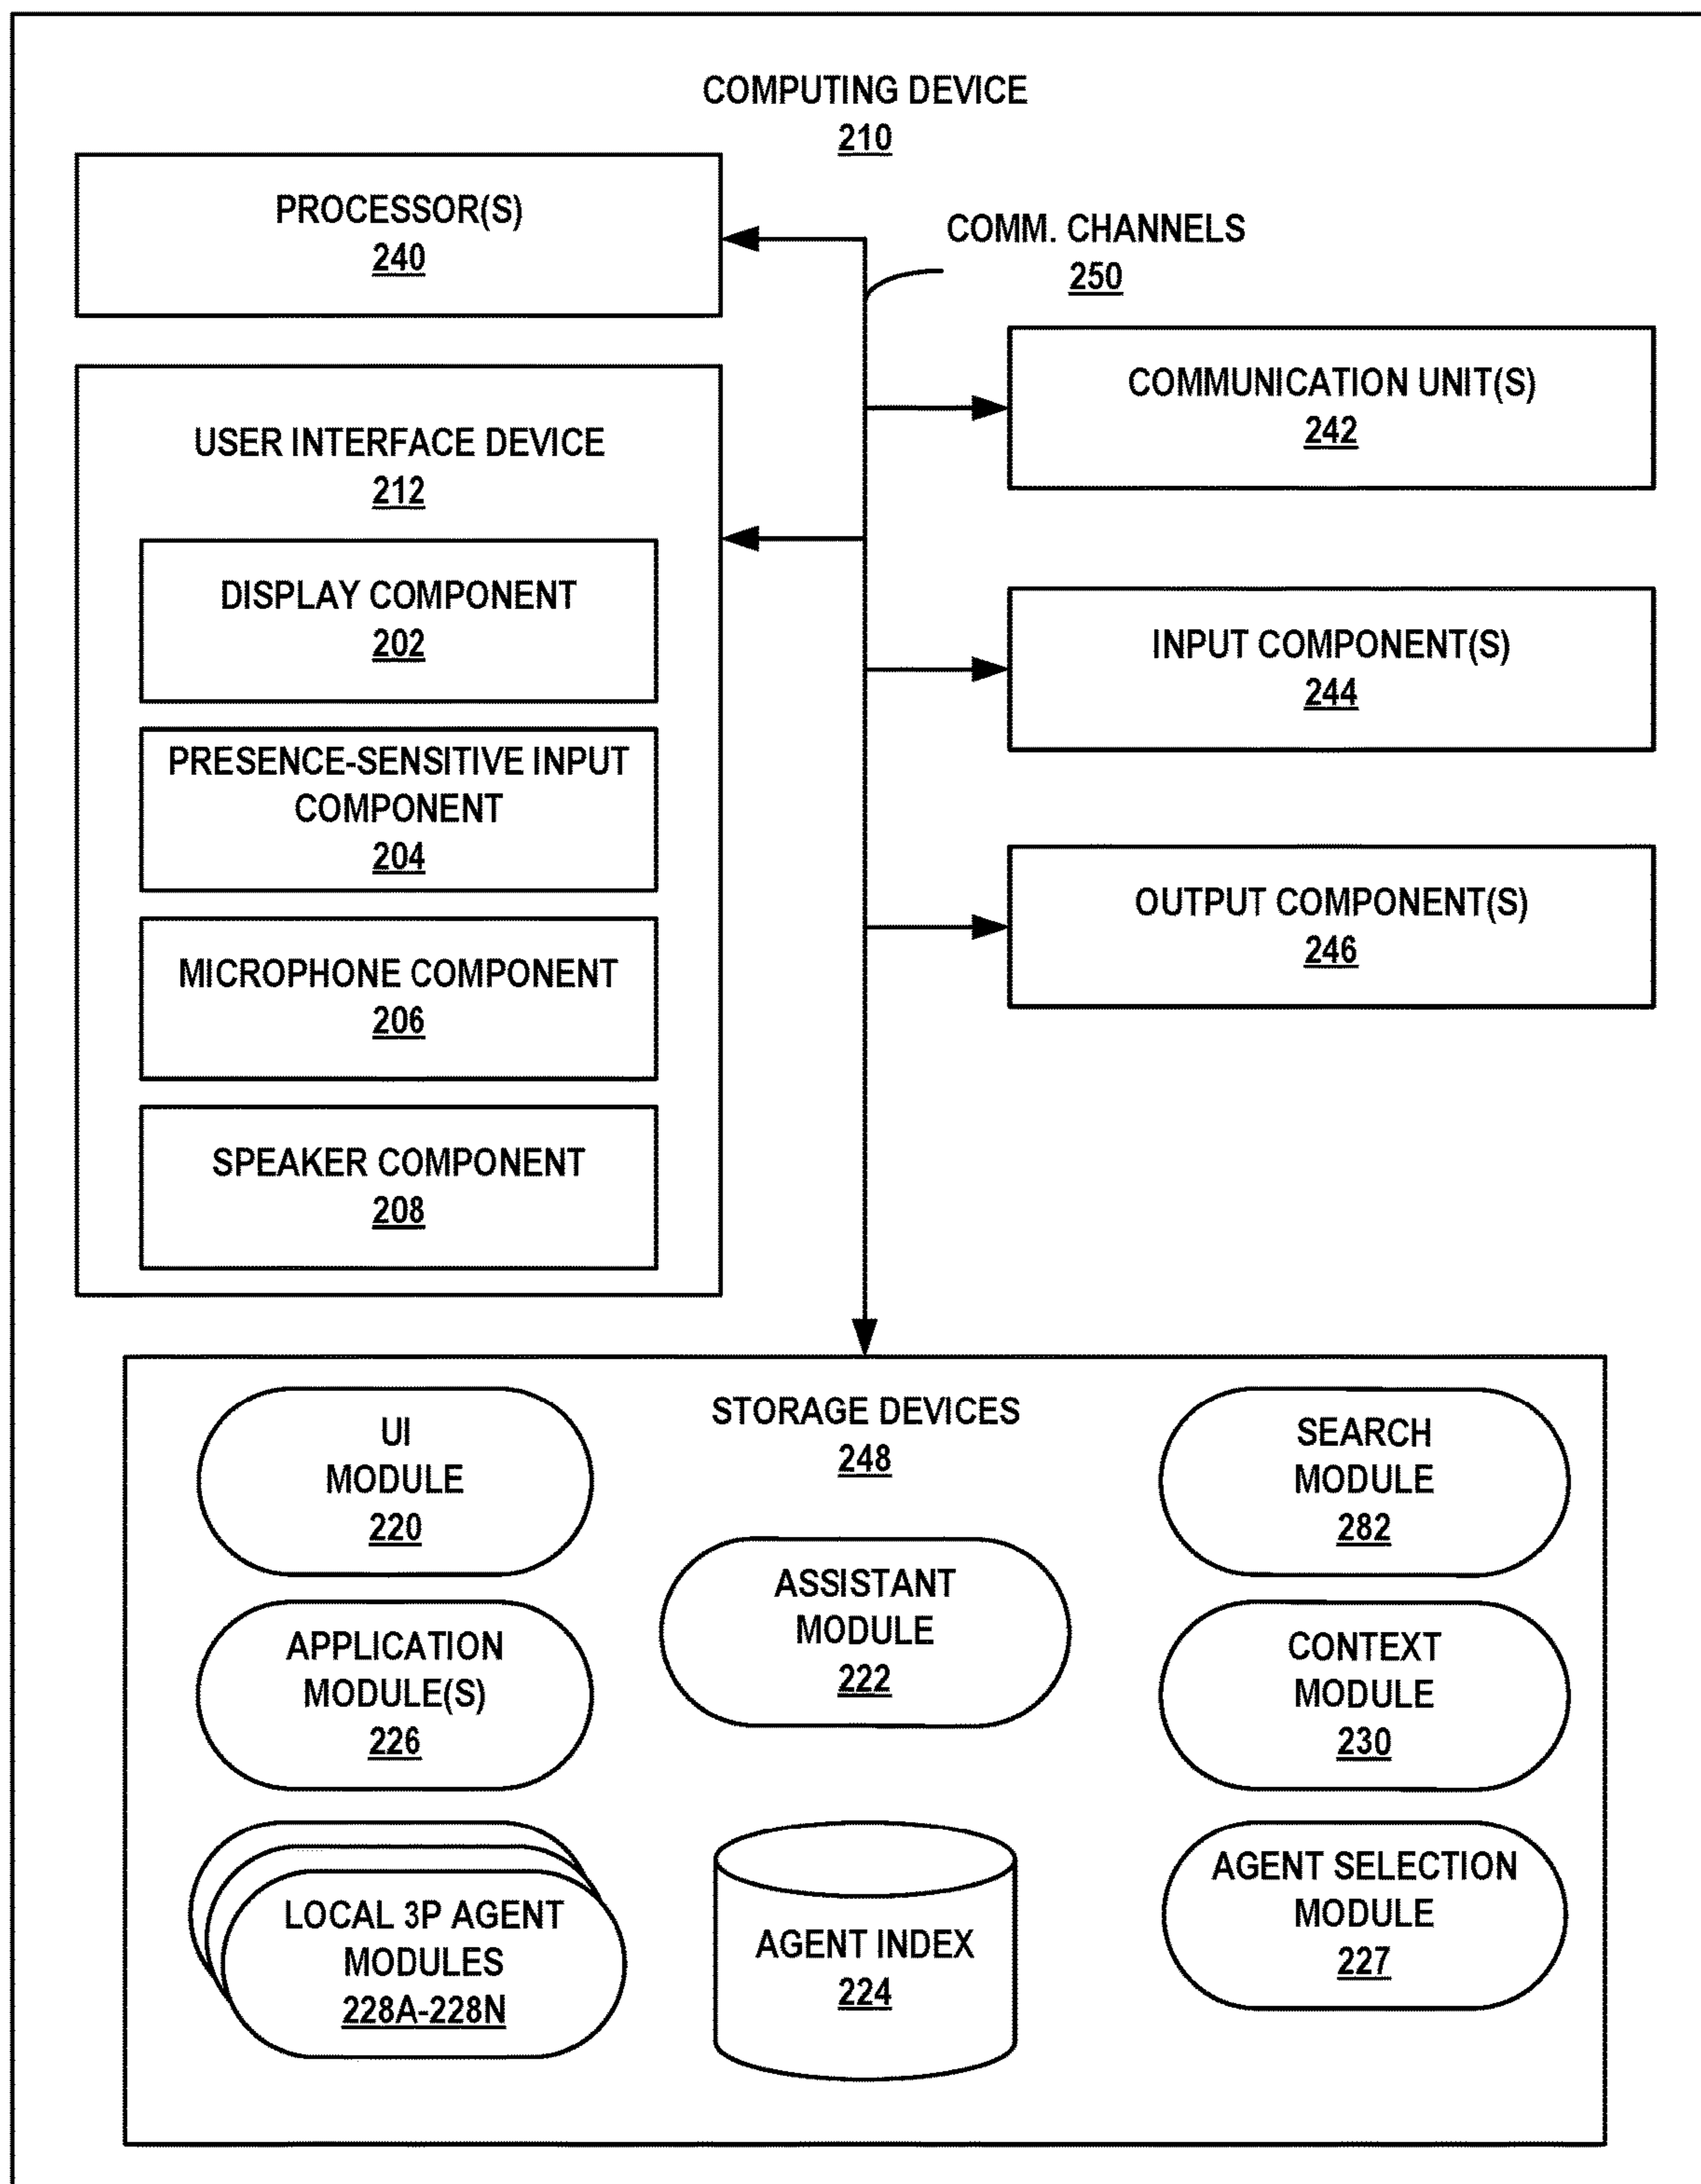 COMPUTING DEVICE
210
PROCESSOR(S)
240
COMM. CHANNELS
250
COMMUNICATION UNIT(S)
242
USER INTERFACE DEVICE
212
DISPLAY COMPONENT
202
INPUT COMPONENT(S)
244
PRESENCE-SENSITIVE INPUT
COMPONENT
204
OUTPUT COMPONENT(S)
246
MICROPHONE COMPONENT
206
SPEAKER COMPONENT
208
STORAGE DEVICES
248
UI
MODULE
220
SEARCH
MODULE
282
ASSISTANT
MODULE
222
APPLICATION
MODULE(S)
226
CONTEXT
MODULE
230
LOCAL 3P AGENT
MODULES
228A-228N
AGENT INDEX
224
AGENT SELECTION
MODULE
227